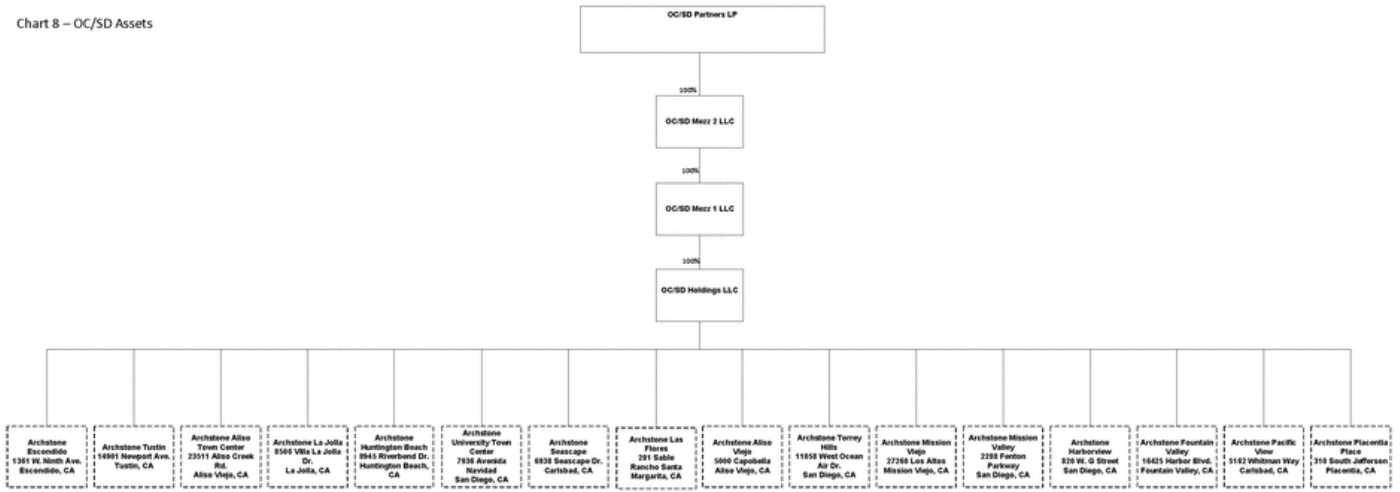 Chart 8 – OC/SD Assets
OC/SD Partners LP
100%
OC/SD Mezz 2 LLC
100%
OC/SD Mezz 1 LLC
100%
OC/SD Holdings LLC
Archstone
Escondido
1361 W. Ninth Ave.
Escondido, CA
Archstone Tustin
14901 Newport Ave.
Tustin, CA
Archstone Aliso
Town Center
23511 Aliso Creek
Rd.
Aliso Viejo, CA
Archstone La Jolla
8506 Villa La Jolla
Dr.
La Jolla, CA
Archstone
Huntington Beach
8945 Riverbend Dr.
Huntington Beach,
CA
Archstone
University Town
Center
7936 Avenida
Navidad
San Diego, CA
Archstone
Seascape
6938 Seascape Dr.
Carlsbad, CA
Archstone Las
Flores
281 Sable
Rancho Santa
Margarita, CA
Archstone Aliso
Viejo
5000 Capobella
Aliso Viejo, CA
Archstone Torrey
Hills
11058 West Ocean
Air Dr.
San Diego, CA
Archstone Mission
Viejo
27260 Los Altos
Mission Viejo, CA
Archstone Mission
Valley
2288 Fenton
Parkway
San Diego, CA
Archstone
Harborview
820 W. G Street
San Diego, CA
Archstone Fountain
Valley
16425 Harbor Blvd.
Fountain Valley, CA
Archstone Pacific
View
5162 Whitman Way
Carlsbad, CA
Archstone Placentia
Place
310 South Jefferson
Placentia, CA